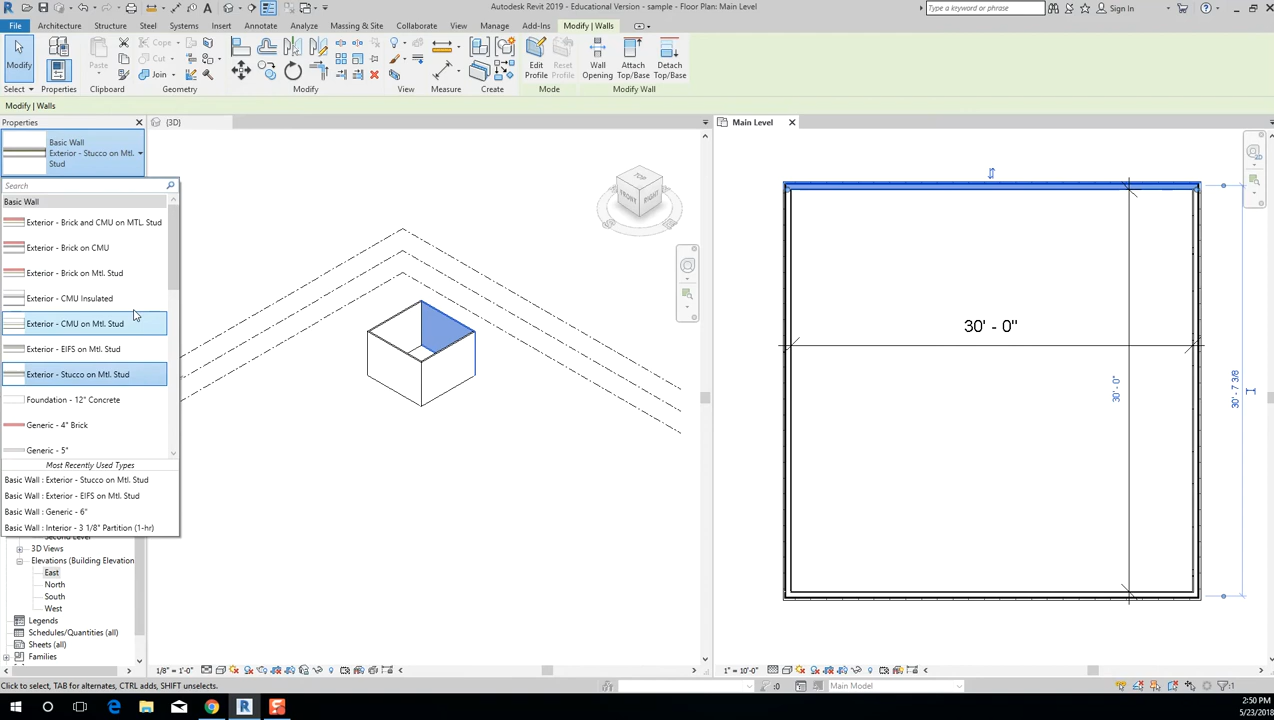 Autodesk Revit 2019 - Educational Version - sample - Floor Plan: Main Level
Type a keyword or phrase
Sign In
File
Architecture
Structure
Steel
Systems
Insert
Annotate
Analyze
Massing & Site
Collaborate
View
Manage
Add-Ins
Modify | Walls
Modify
Properties
Paste
Cope
Cut
Join
Edit Profile
Reset Profile
Wall Opening
Attach Top/Base
Detach Top/Base
Select
Properties
Clipboard
Geometry
Modify
View
Measure
Create
Mode
Modify Wall
Modify | Walls
Properties
{3D}
Main Level
Basic Wall
Exterior - Stucco on Mtl.
Stud
Search
Basic Wall
Exterior - Brick and CMU on MTL. Stud
Exterior - Brick on CMU
Exterior - Brick on Mtl. Stud
Exterior - CMU Insulated
Exterior - CMU on Mtl. Stud
Exterior - EIFS on Mtl. Stud
Exterior - Stucco on Mtl. Stud
Foundation - 12" Concrete
Generic - 4" Brick
Generic - 5"
Most Recently Used Types
Basic Wall : Exterior - Stucco on Mtl. Stud
Basic Wall : Exterior - EIFS on Mtl. Stud
Basic Wall : Generic - 6"
Basic Wall : Interior - 3 1/8" Partition (1-hr)
Second Level
3D Views
Elevations (Building Elevation
East
North
South
West
Legends
Schedules/Quantities (all)
Sheets (all)
Families
TOP
FRONT
RIGHT
30' - 0"
30' - 0"
30' - 7 3/8
1/8" = 1'-0"
1" = 10'-0"
Click to select, TAB for alternates, CTRL adds, SHIFT unselects.
:0
Main Model
:1
2:50 PM
5/23/2018